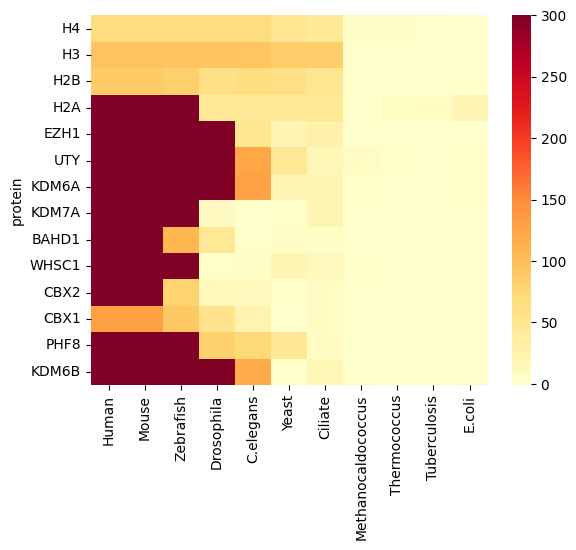 protein
H4
H3
H2B
H2A
EZH1
UTY
KDM6A
KDM7A
BAHD1
WHSC1
CBX2
CBX1
PHF8
KDM6B
Human
Mouse
Zebrafish
Drosophila
C.elegans
Yeast
Ciliate
Methanocaldococcus
Thermococcus
Tuberculosis
E.coli
300
250
200
150
100
50
0